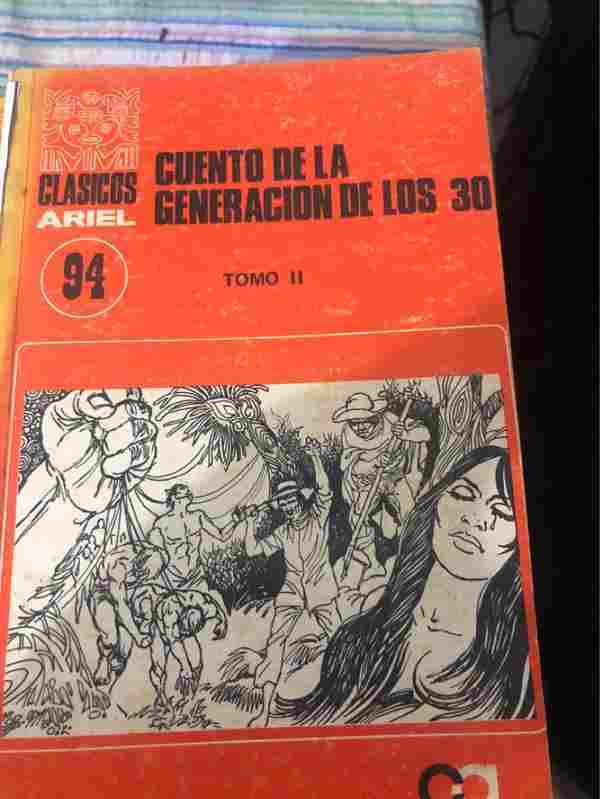 CLASICOS
ARIEL
94
CUENTO DE LA
GENERACION DE LOS 30
TOMO II